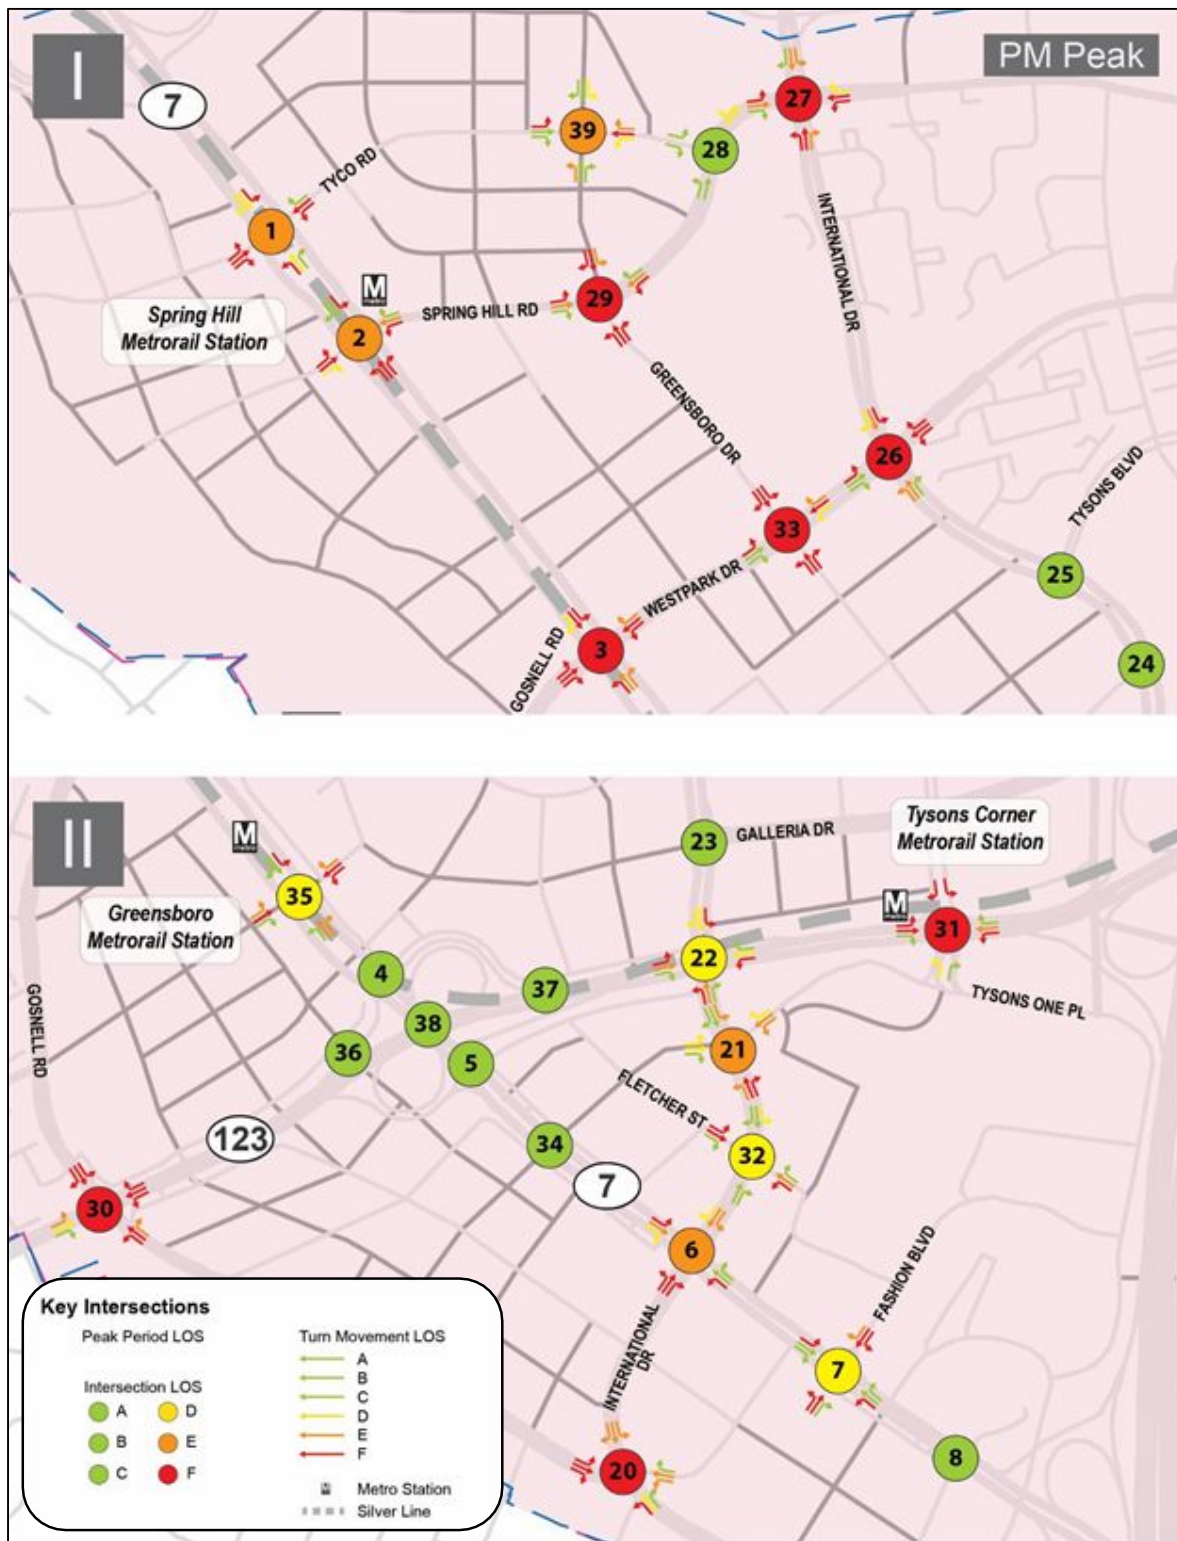 I
PM Peak
7
27
39
28
TYCO RD
INTERNATIONAL DR
1
M
metro
29
SPRING HILL RD
Spring Hill
Metrorail Station
2
GREENSBORO DR
26
TYSONS BLVD
33
25
WESTPARK DR
GOSNELL RD
3
24
II
Tysons Corner
Metrorail Station
23
GALLERIA DR
M
metro
35
M
metro
Greensboro
Metrorail Station
31
22
4
37
TYSONS ONE PL
GOSNELL RD
38
36
5
21
FLETCHER ST
123
34
32
7
30
6
FASHION BLVD
INTERNATIONAL
DR
7
8
20
Key Intersections
Peak Period LOS
Turn Movement LOS
A
B
C
D
E
F
Intersection LOS
A
D
B
E
C
F
M
Metro Station
Silver Line